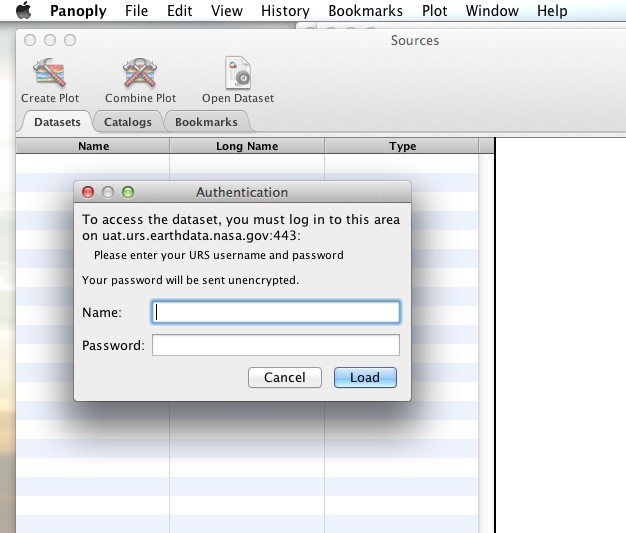 Panoply File Edit View History Bookmarks Plot Window Help
Sources
Create Plot Combine Plot Open Dataset
Datasets Catalogs Bookmarks
Name Long Name Type
Authentication
To access the dataset, you must log in to this area
on uat.urs.earthdata.nasa.gov:443:
Please enter your URS username and password
Your password will be sent unencrypted.
Name:
Password:
Cancel Load